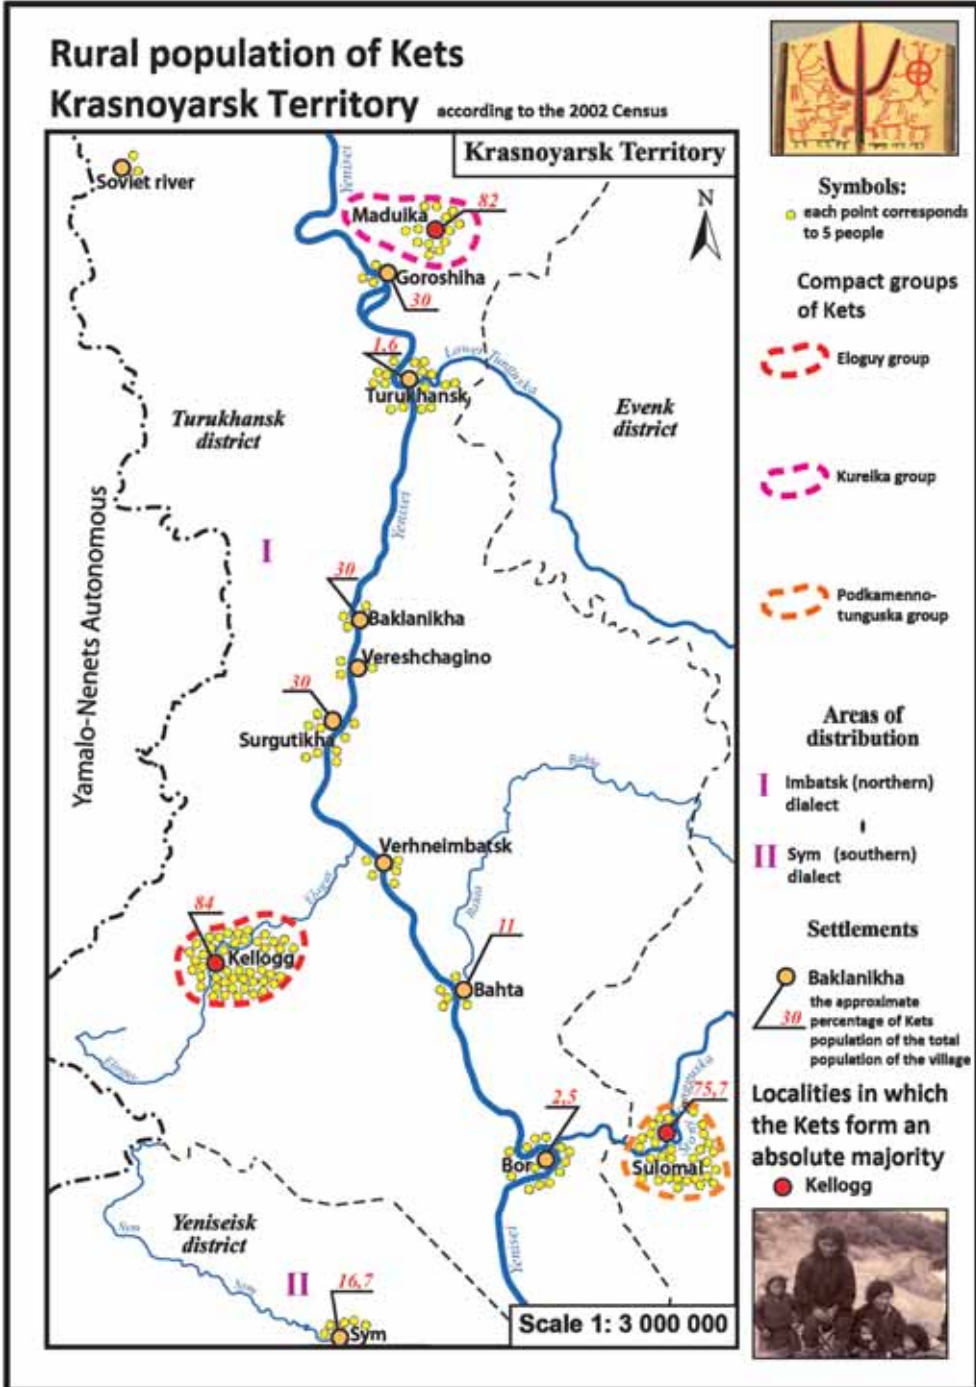 Rural population of Kets
Krasnoyarsk Territory according to the 2002 Census
Krasnoyarsk Territory
Soviet river
Yenisei
Maduika
82
N
Goroshiha
30
1,6
Lower Tunguska
Turukhansk
Turukhansk
district
Evenk
district
Yenisei
Yamalo-Nenets Autonomous
I
30
Baklanikha
Vereshchagino
30
Surgutikha
Bahta
Verhneimbatsk
Eloguy
Bahta
84
Kellogg
11
Bahta
Eloguy
2,5
75,7
Bor
Sulomai
Yeniseisk
district
Sym
Sym
Yenisei
II
16,7
Sym
Scale 1: 3 000 000
Symbols:
each point corresponds
to 5 people
Compact groups
of Kets
Eloguy group
Kureika group
Podkamenno-
tunguska group
Areas of
distribution
I Imbatsk (northern)
dialect
II Sym (southern)
dialect
Settlements
Baklanikha
the approximate
30 percentage of Kets
population of the total
population of the village
Localities in which
the Kets form an
absolute majority
Kellogg